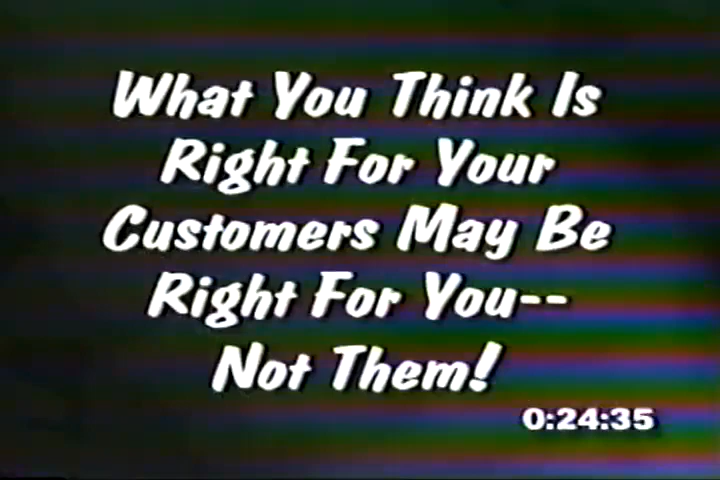 What You Think Is
Right For Your
Customers May Be
Right For You--
Not Them!
0:24:35